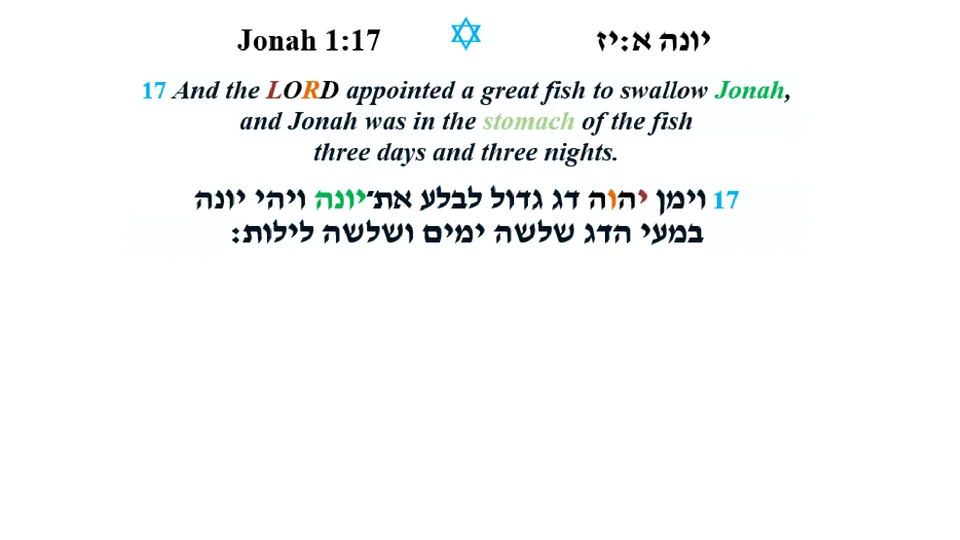 Jonah 1:17 ✡ יונה א:יז
17 And the LORD appointed a great fish to swallow Jonah,
and Jonah was in the stomach of the fish
three days and three nights.
17 וימן יהוה דג גדול לבלע את־יונה ויהי יונה
במעי הדג שלשה ימים ושלשה לילות: